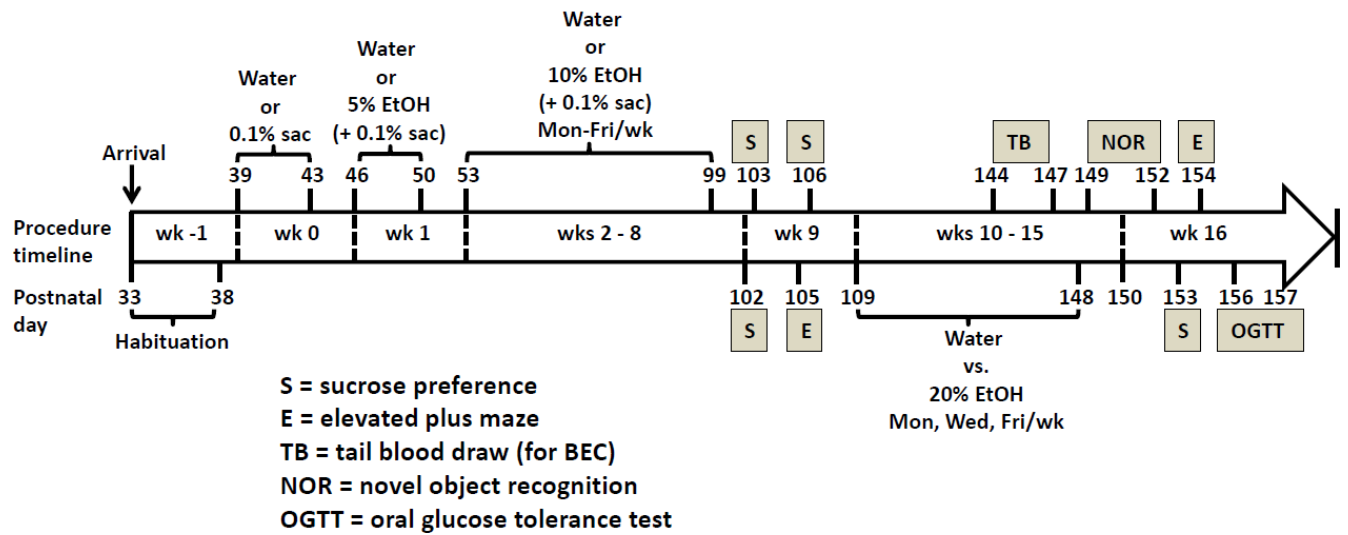 Water
or
10% EtOH
(+ 0.1% sac)
Mon-Fri/wk
Water
or
5% EtOH
(+ 0.1% sac)
Water
or
0.1% sac
Arrival
S
S
TB
NOR
E
39 43 46 50 53 99 103 106 144 147 149 152 154
Procedure
timeline
wk -1 wk 0 wk 1 wks 2 - 8 wk 9 wks 10 - 15 wk 16
Postnatal
day
33 38 102 105 109 148 150 153 156 157
Habituation
S
E
Water
vs.
20% EtOH
Mon, Wed, Fri/wk
S
OGTT
S = sucrose preference
E = elevated plus maze
TB = tail blood draw (for BEC)
NOR = novel object recognition
OGTT = oral glucose tolerance test